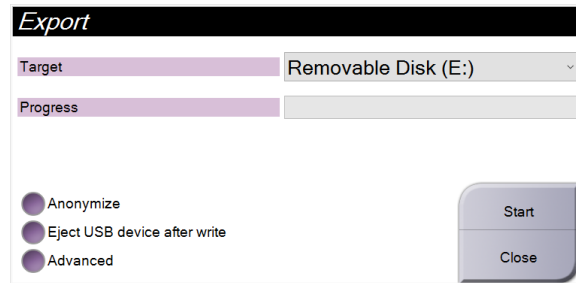 Export
Target
Removable Disk (E:)
Progress
Anonymize
Eject USB device after write
Advanced
Start
Close